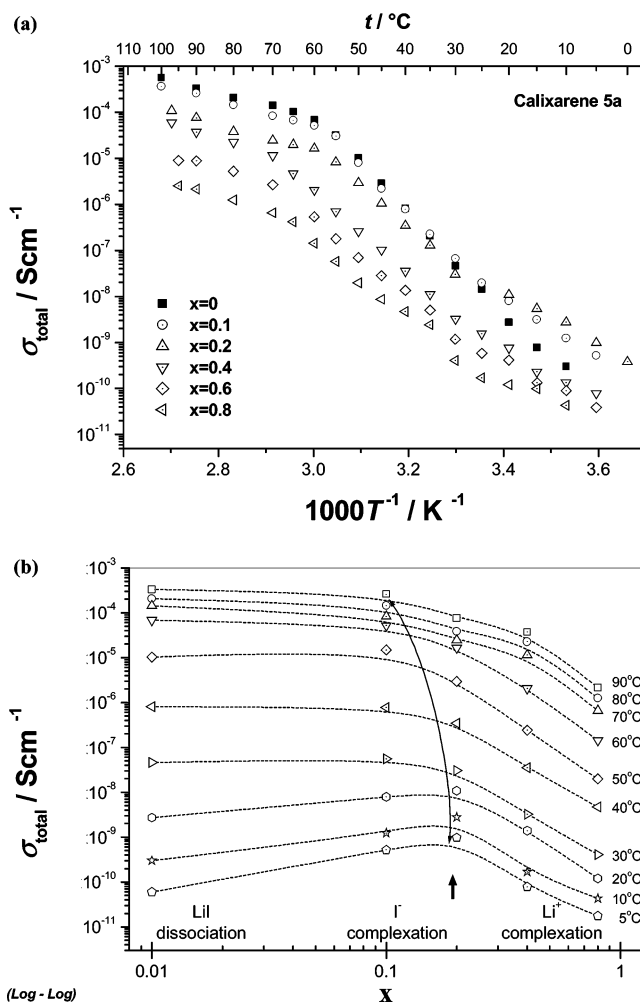 (a)
t / °C
110 100 90 80 70 60 50 40 30 20 10 0
Calixarene 5a
10⁻³
10⁻⁴
10⁻⁵
10⁻⁶
10⁻⁷
10⁻⁸
10⁻⁹
10⁻¹⁰
10⁻¹¹
σtotal / Scm⁻¹
x=0
x=0.1
x=0.2
x=0.4
x=0.6
x=0.8
2.6 2.8 3.0 3.2 3.4 3.6
1000T⁻¹ / K⁻¹
(b)
10⁻³
10⁻⁴
10⁻⁵
10⁻⁶
10⁻⁷
10⁻⁸
10⁻⁹
10⁻¹⁰
10⁻¹¹
σtotal / Scm⁻¹
90°C
80°C
70°C
60°C
50°C
40°C
30°C
20°C
10°C
5°C
LiI
dissociation
I⁻
complexation
Li⁺
complexation
0.01 0.1 1
(Log - Log)
x